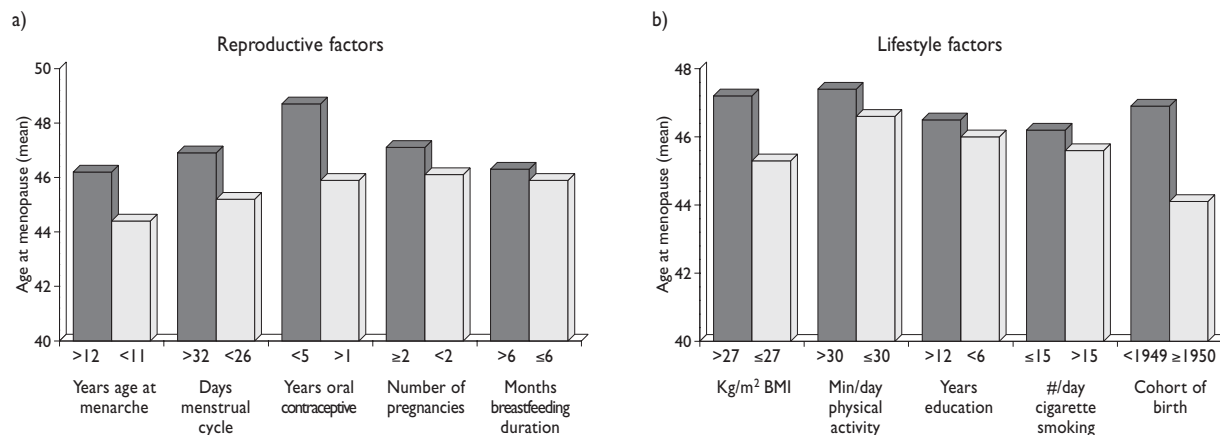 a)
Reproductive factors
Age at menopause (mean)
50
48
46
44
42
40
>12 <11 >32 <26 <5 >1 ≥2 <2 >6 ≤6
Years age at menarche
Days menstrual cycle
Years oral contraceptive
Number of pregnancies
Months breastfeeding duration
b)
Lifestyle factors
Age at menopause (mean)
48
46
44
42
40
>27 ≤27 >30 ≤30 >12 <6 ≤15 >15 <1949 ≥1950
Kg/m² BMI
Min/day physical activity
Years education
#/day cigarette smoking
Cohort of birth